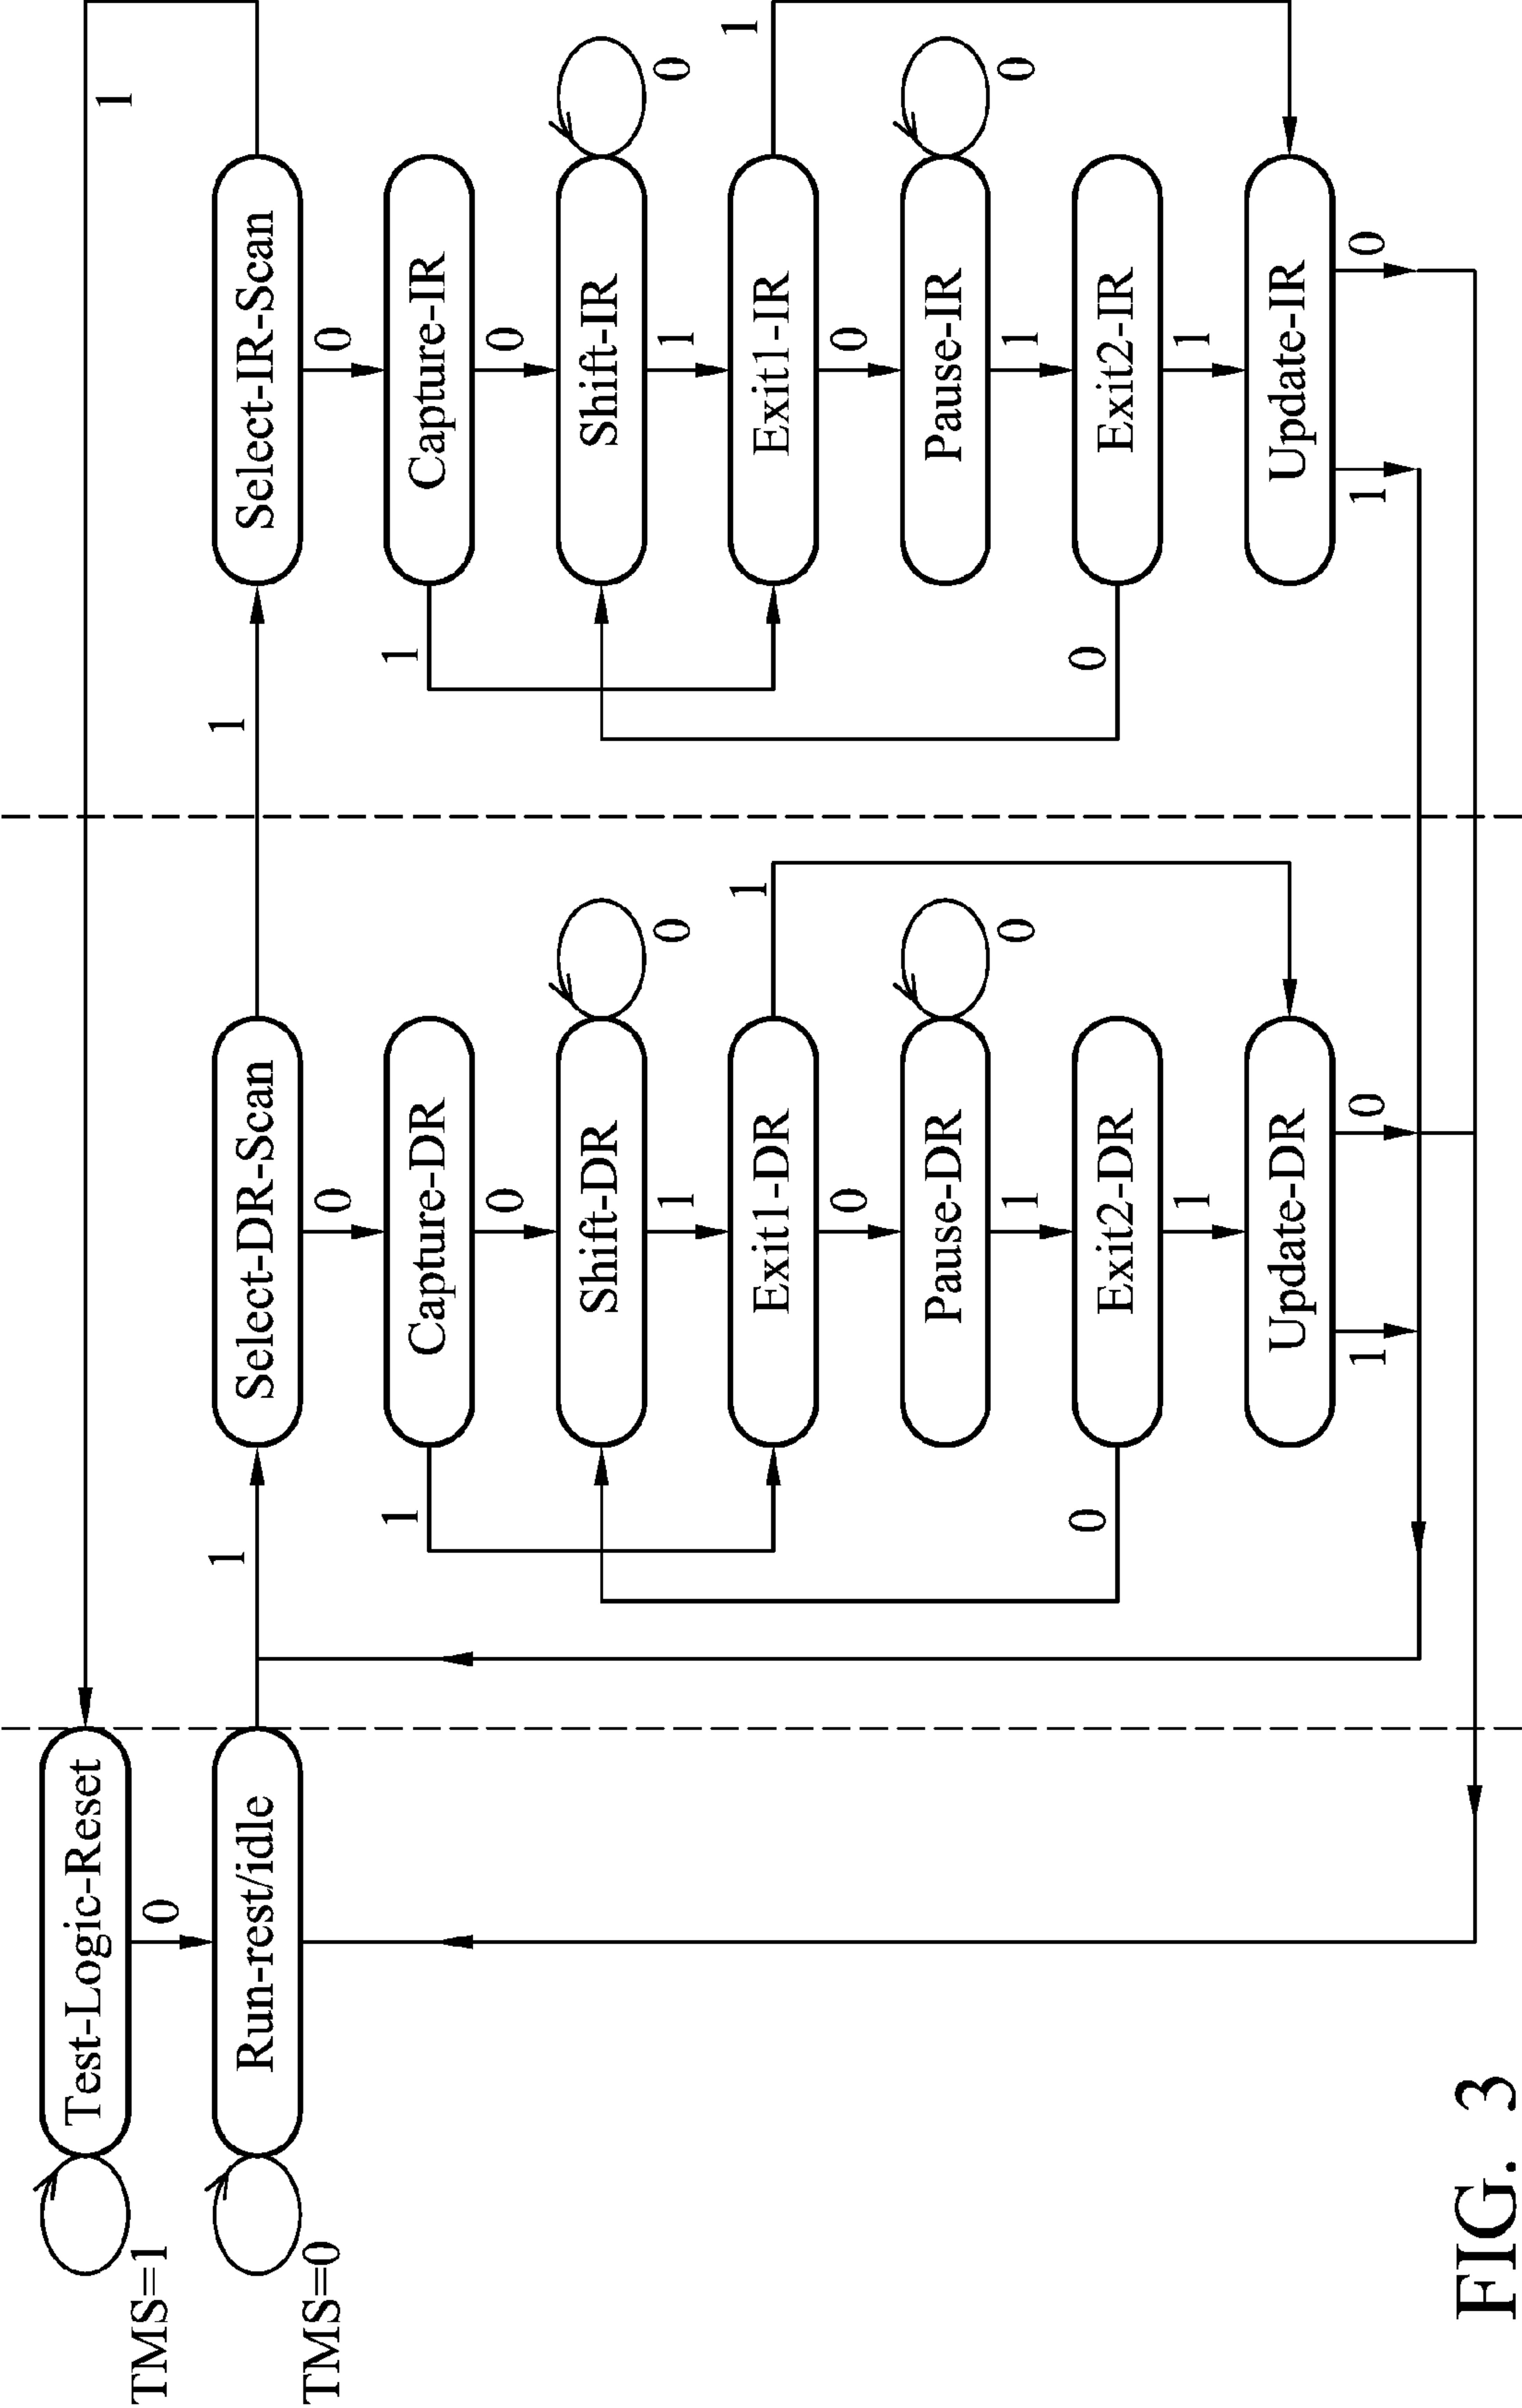 Test-Logic-Reset
TMS=1
0
1
Run-rest/idle
TMS=0
1
Select-DR-Scan
1
Select-IR-Scan
0
0
Capture-DR
1
0
Capture-IR
1
0
Shift-DR
0
1
Shift-IR
0
1
Exit1-DR
1
0
Exit1-IR
1
0
Pause-DR
0
1
Pause-IR
0
1
Exit2-DR
0
1
Exit2-IR
0
1
Update-DR
1
0
Update-IR
1
0
FIG. 3